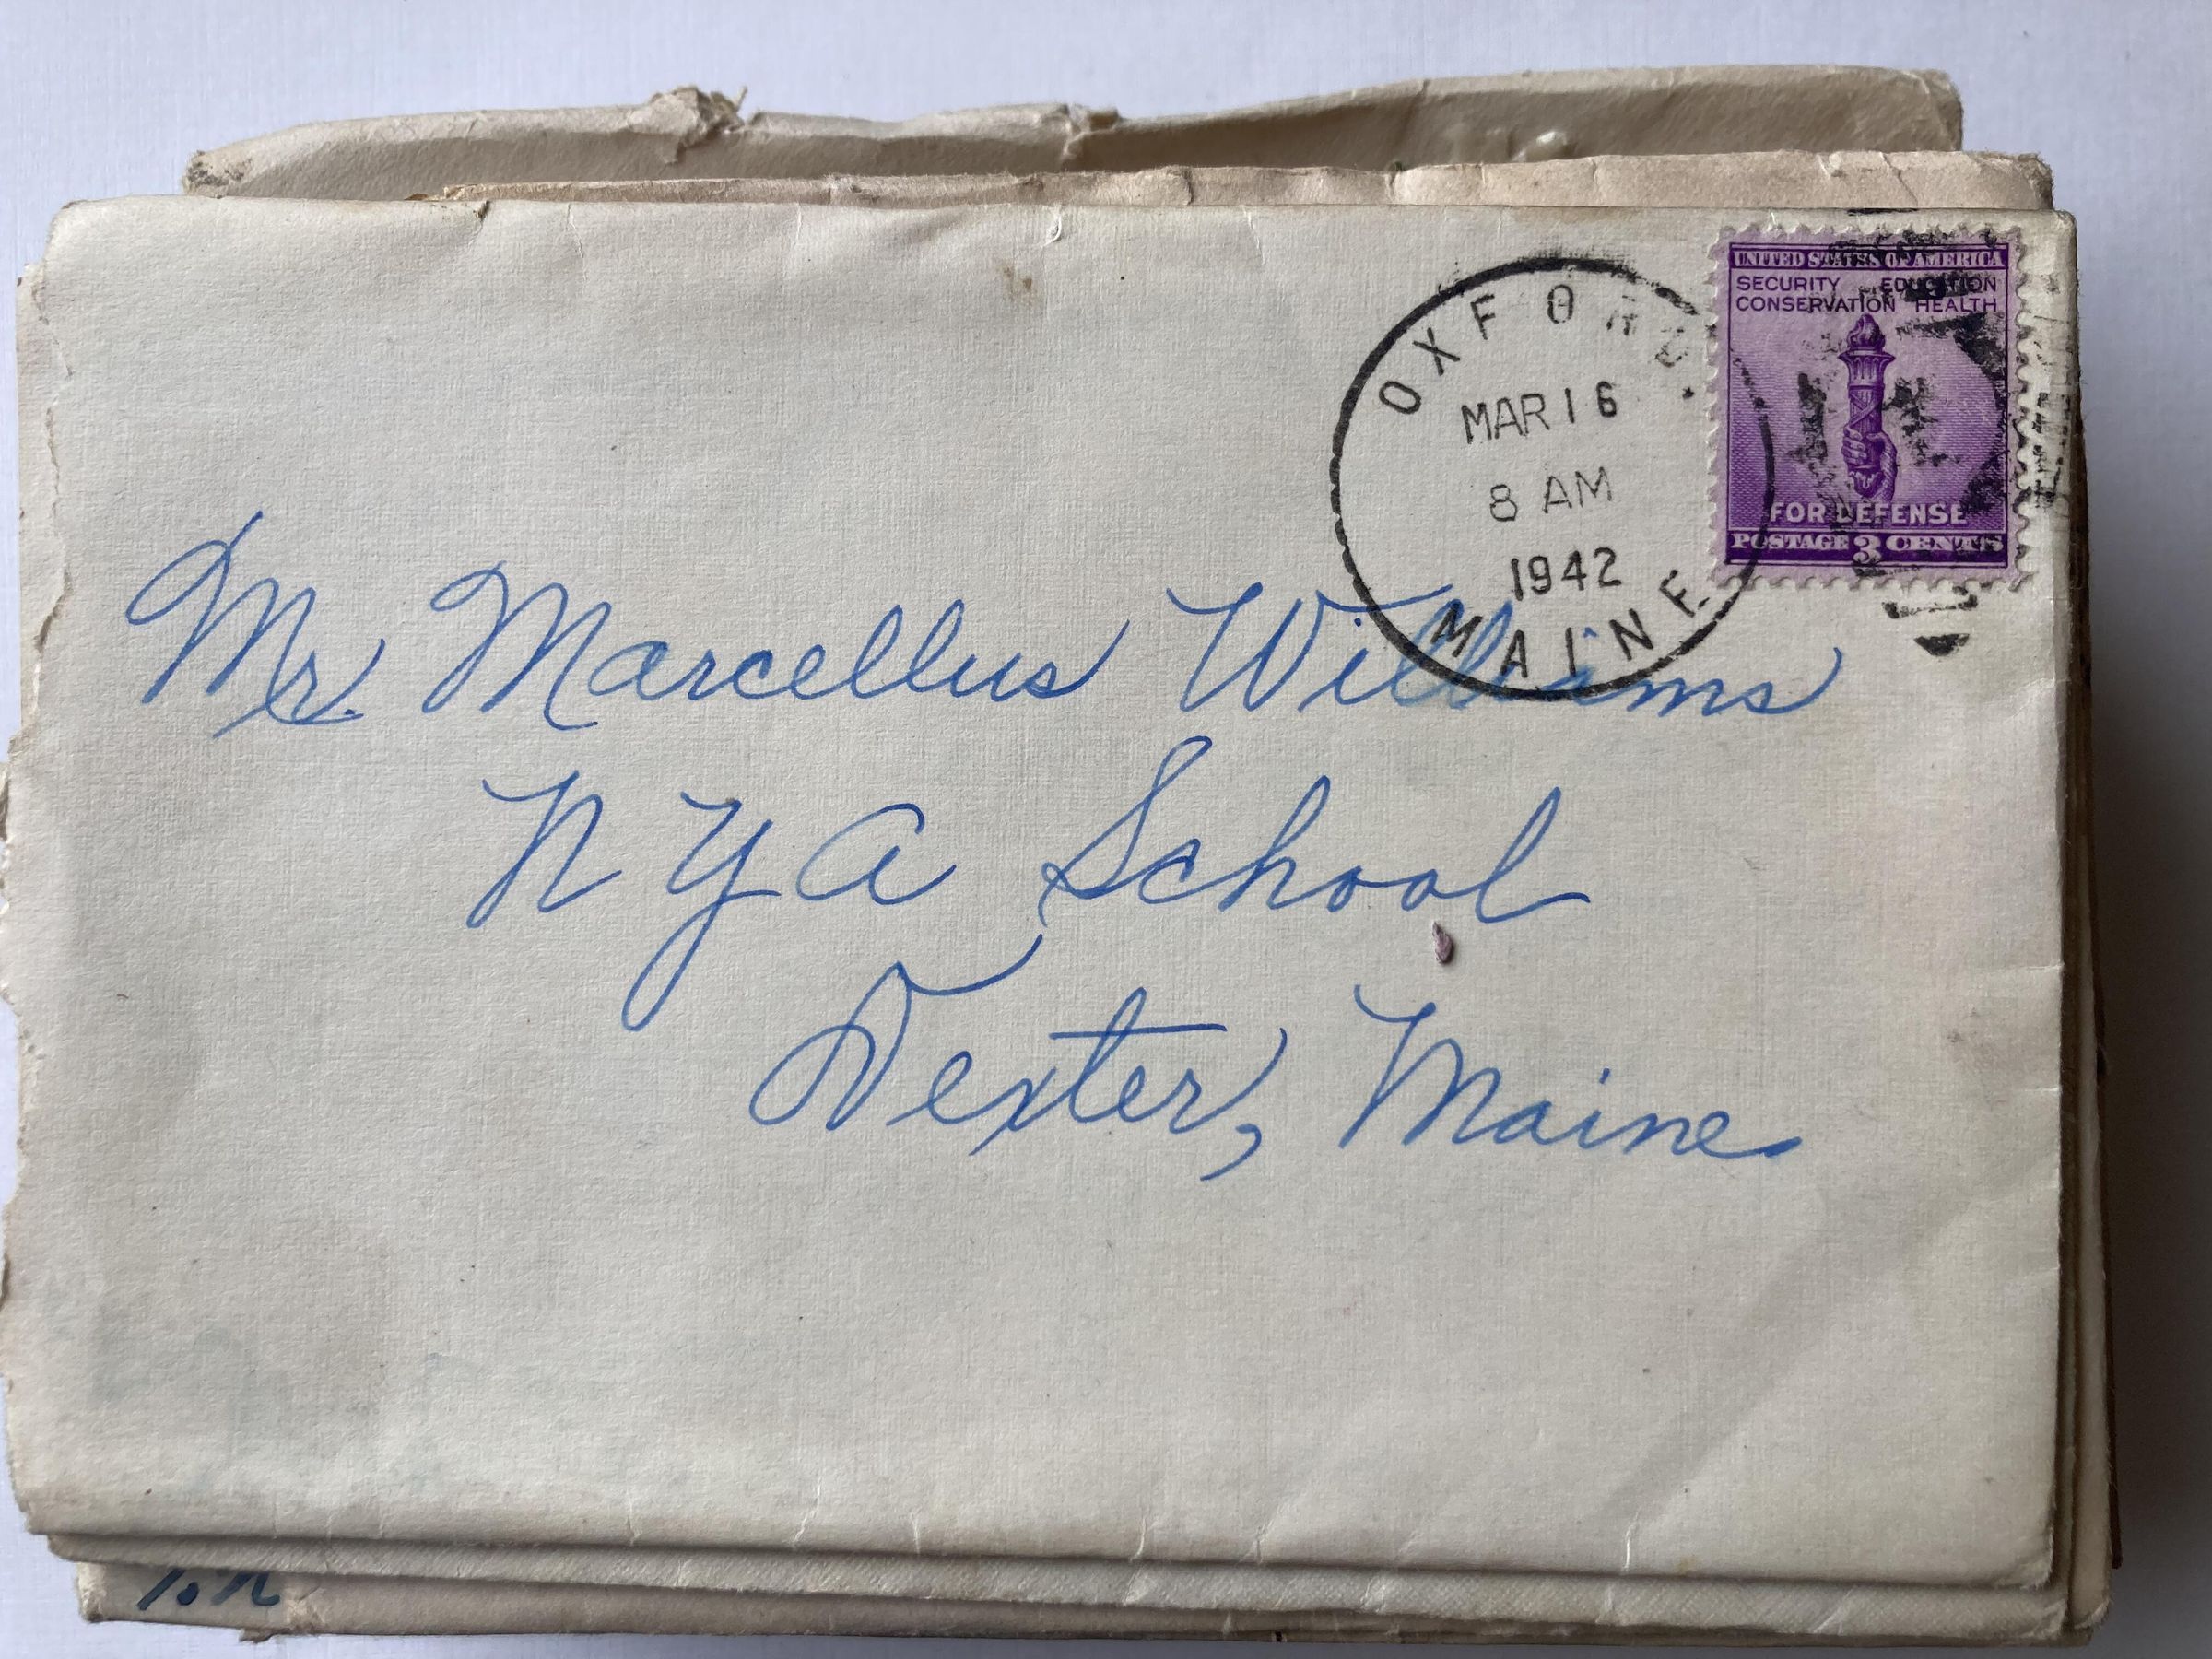 OXFORD.
MAR 16
8 AM
1942
MAINE
UNITED STATES OF AMERICA
SECURITY EDUCATION
CONSERVATION HEALTH
FOR DEFENSE
POSTAGE 3 CENTS
Mr. Marcellus Williams
N Y A School
Dexter, Maine